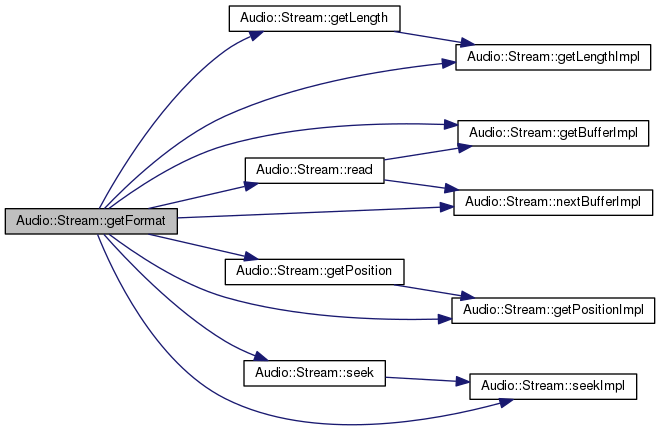 Audio::Stream::getLength
Audio::Stream::getLengthImpl
Audio::Stream::getBufferImpl
Audio::Stream::read
Audio::Stream::nextBufferImpl
Audio::Stream::getFormat
Audio::Stream::getPosition
Audio::Stream::getPositionImpl
Audio::Stream::seek
Audio::Stream::seekImpl